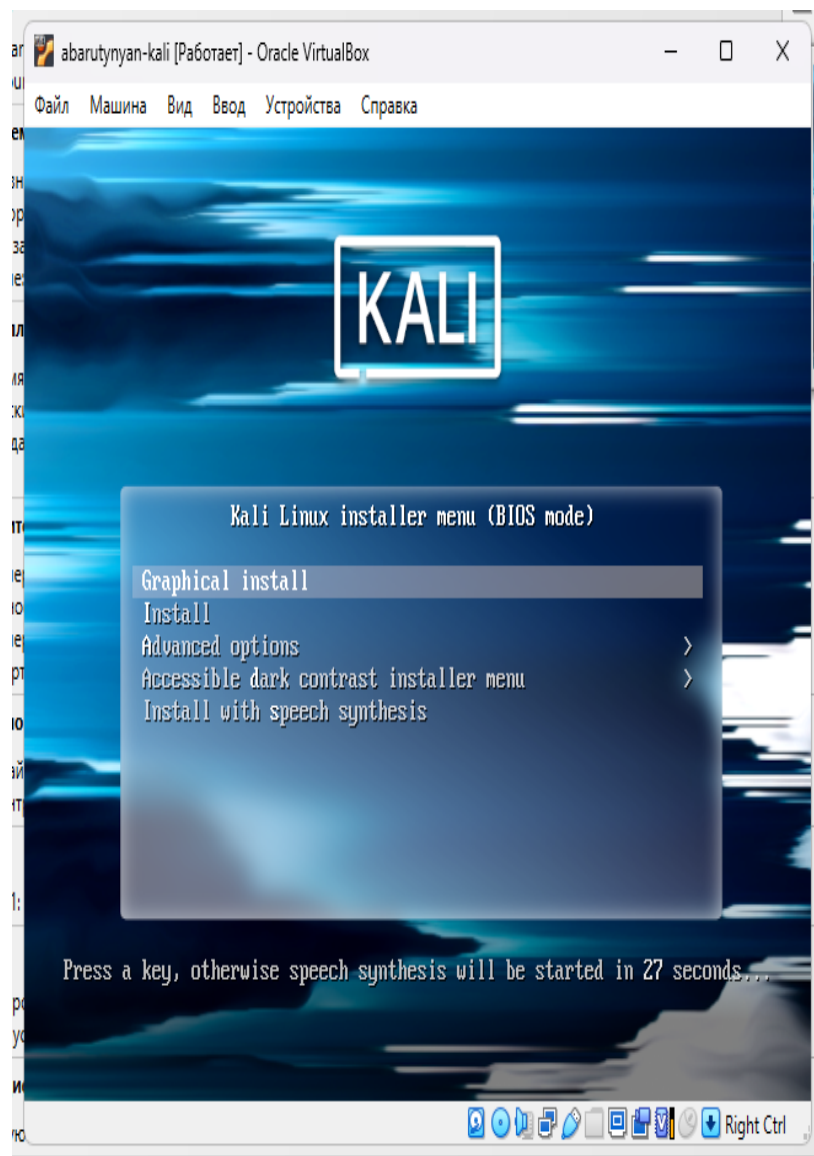 abarutynyan-kali [Работает] - Oracle VirtualBox
Файл Машина Вид Ввод Устройства Справка
KALI
Kali Linux installer menu (BIOS mode)
Graphical install
Install
Advanced options >
Accessible dark contrast installer menu >
Install with speech synthesis
Press a key, otherwise speech synthesis will be started in 27 seconds...
Right Ctrl